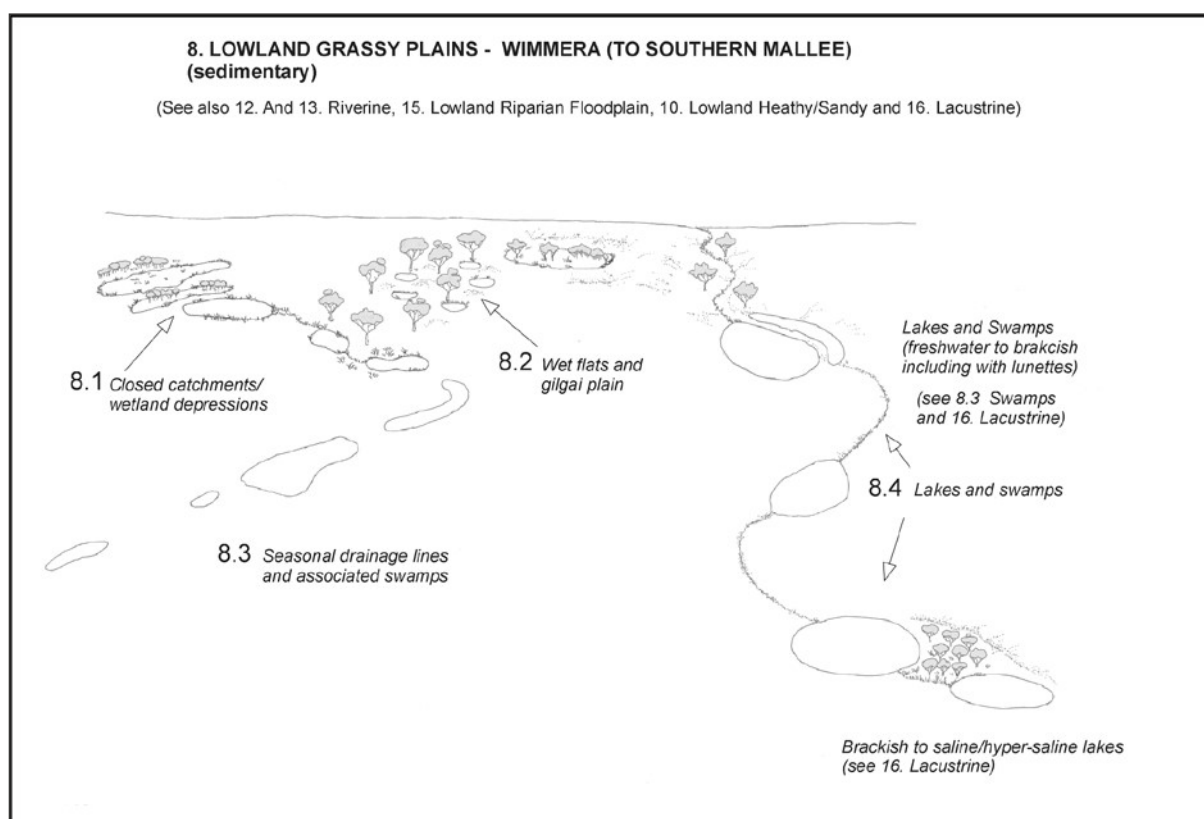 8. LOWLAND GRASSY PLAINS - WIMMERA (TO SOUTHERN MALLEE)
(sedimentary)
(See also 12. And 13. Riverine, 15. Lowland Riparian Floodplain, 10. Lowland Heathy/Sandy and 16. Lacustrine)
8.1 Closed catchments/
wetland depressions
8.2 Wet flats and
gilgai plain
Lakes and Swamps
(freshwater to brakcish
including with lunettes)
(see 8.3 Swamps
and 16. Lacustrine)
8.4 Lakes and swamps
8.3 Seasonal drainage lines
and associated swamps
Brackish to saline/hyper-saline lakes
(see 16. Lacustrine)